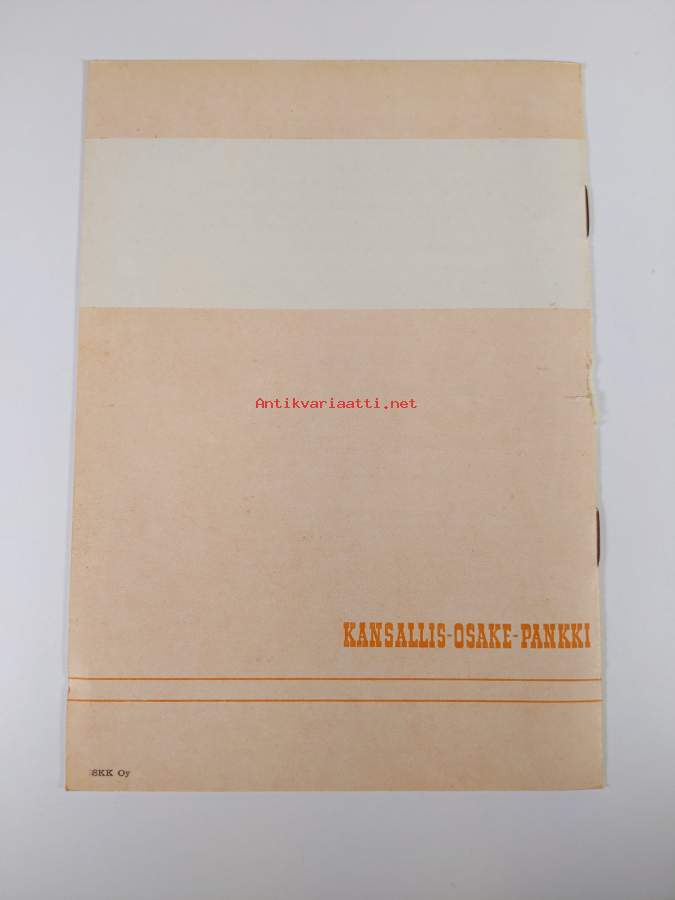 Antikvariaatti.net
KANSALLIS-OSAKE-PANKKI
SKK Oy